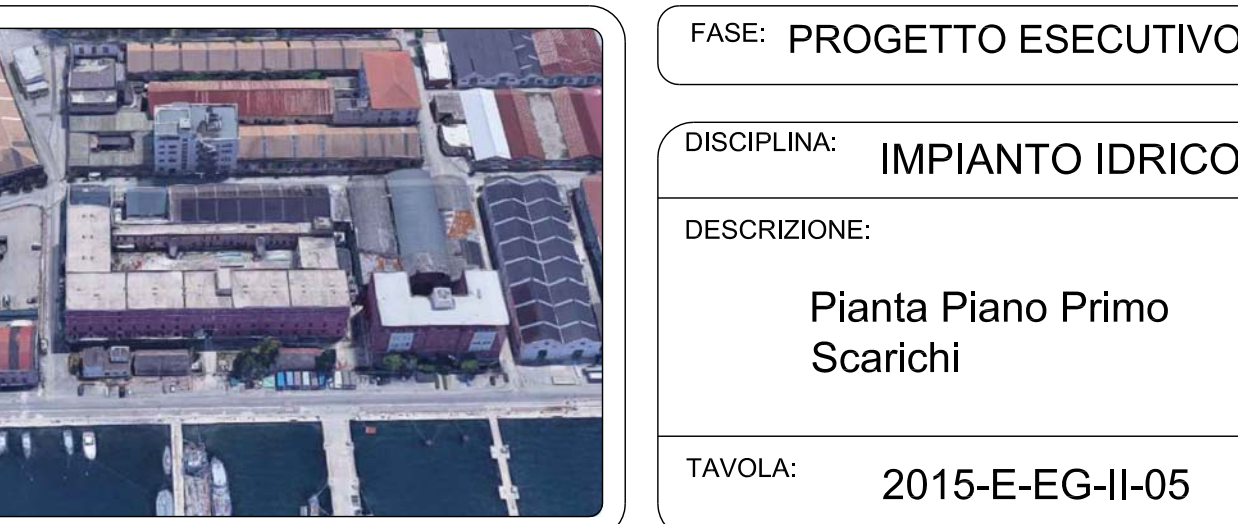 FASE: PROGETTO ESECUTIVO
DISCIPLINA: IMPIANTO IDRICO
DESCRIZIONE:
Pianta Piano Primo
Scarichi
TAVOLA: 2015-E-EG-II-05